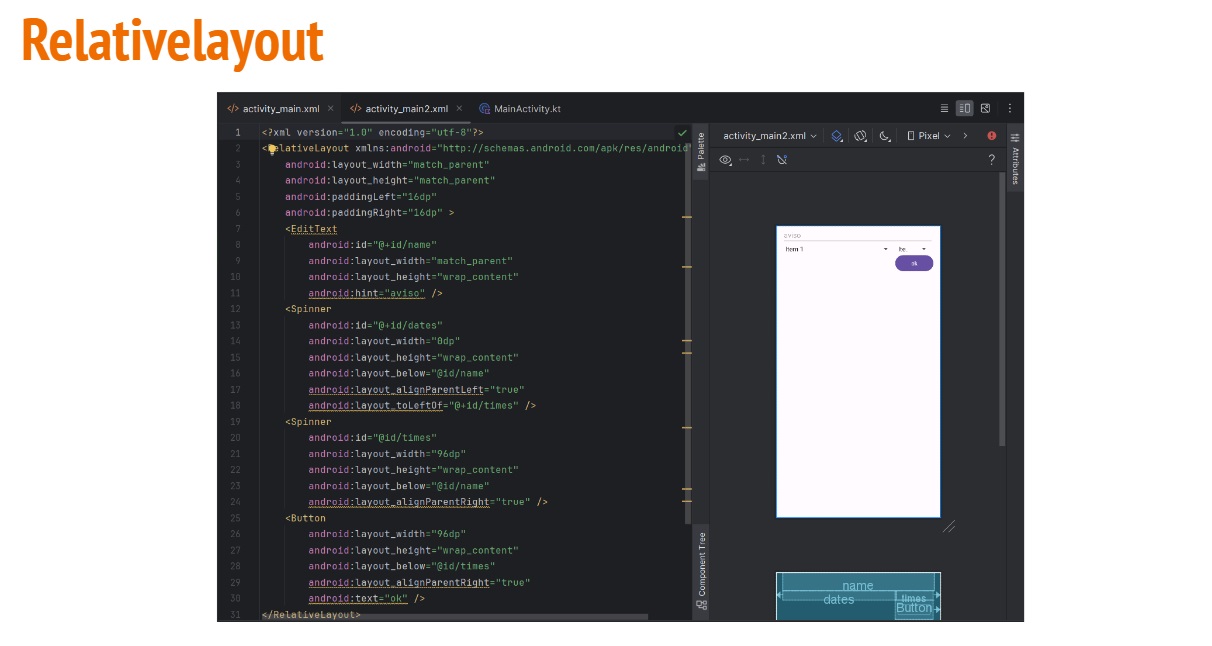 Relativelayout
</> activity_main.xml × </> activity_main2.xml × MainActivity.kt
1 <?xml version="1.0" encoding="utf-8"?>
2 <RelativeLayout xmlns:android="http://schemas.android.com/apk/res/android"
3 android:layout_width="match_parent"
4 android:layout_height="match_parent"
5 android:paddingLeft="16dp"
6 android:paddingRight="16dp" >
7 <EditText
8 android:id="@+id/name"
9 android:layout_width="match_parent"
10 android:layout_height="wrap_content"
11 android:hint="aviso" />
12 <Spinner
13 android:id="@+id/dates"
14 android:layout_width="0dp"
15 android:layout_height="wrap_content"
16 android:layout_below="@id/name"
17 android:layout_alignParentLeft="true"
18 android:layout_toLeftOf="@+id/times" />
19 <Spinner
20 android:id="@id/times"
21 android:layout_width="96dp"
22 android:layout_height="wrap_content"
23 android:layout_below="@id/name"
24 android:layout_alignParentRight="true" />
25 <Button
26 android:layout_width="96dp"
27 android:layout_height="wrap_content"
28 android:layout_below="@id/times"
29 android:layout_alignParentRight="true"
30 android:text="ok" />
31 </RelativeLayout>
Palette
Component Tree
activity_main2.xml Pixel
?
Attributes
aviso
Item 1 Ite..
ok
name
dates times
Button